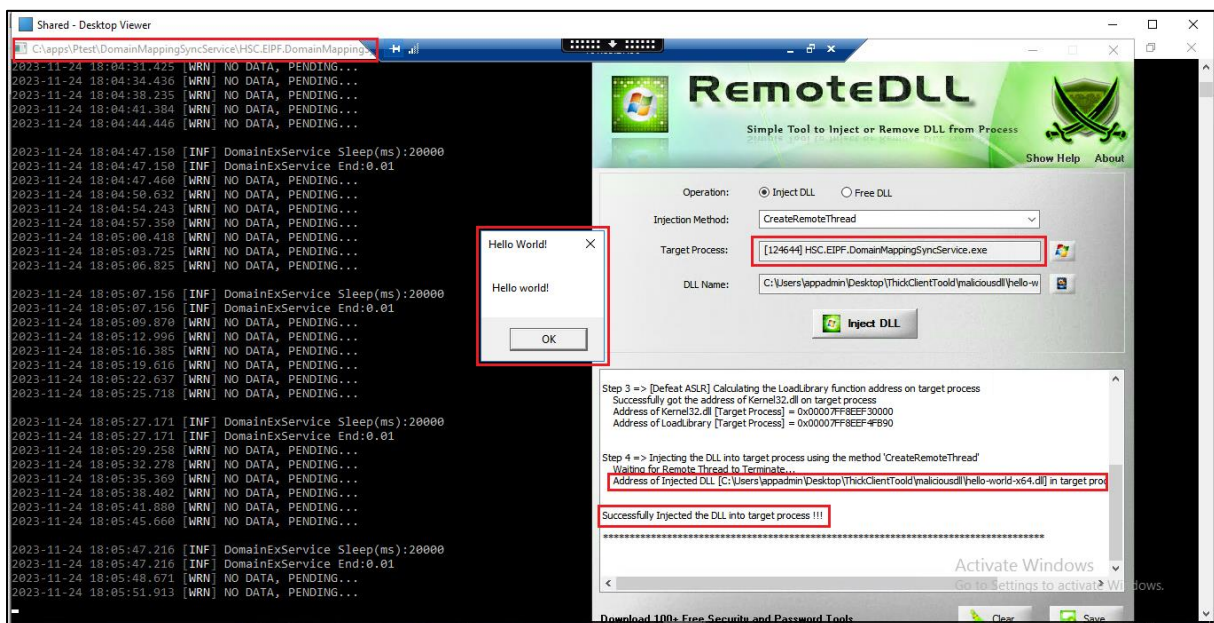 Shared - Desktop Viewer
C:\apps\Ptest\DomainMappingSyncService\HSC.EIPF.DomainMappingS
2023-11-24 18:04:31.425 [WRN] NO DATA, PENDING...
2023-11-24 18:04:34.436 [WRN] NO DATA, PENDING...
2023-11-24 18:04:38.235 [WRN] NO DATA, PENDING...
2023-11-24 18:04:41.384 [WRN] NO DATA, PENDING...
2023-11-24 18:04:44.446 [WRN] NO DATA, PENDING...
2023-11-24 18:04:47.150 [INF] DomainExService Sleep(ms):20000
2023-11-24 18:04:47.150 [INF] DomainExService End:0.01
2023-11-24 18:04:47.460 [WRN] NO DATA, PENDING...
2023-11-24 18:04:50.632 [WRN] NO DATA, PENDING...
2023-11-24 18:04:54.243 [WRN] NO DATA, PENDING...
2023-11-24 18:04:57.350 [WRN] NO DATA, PENDING...
2023-11-24 18:05:00.418 [WRN] NO DATA, PENDING...
2023-11-24 18:05:03.725 [WRN] NO DATA, PENDING...
2023-11-24 18:05:06.825 [WRN] NO DATA, PENDING...
2023-11-24 18:05:07.156 [INF] DomainExService Sleep(ms):20000
2023-11-24 18:05:07.156 [INF] DomainExService End:0.01
2023-11-24 18:05:09.870 [WRN] NO DATA, PENDING...
2023-11-24 18:05:12.996 [WRN] NO DATA, PENDING...
2023-11-24 18:05:16.385 [WRN] NO DATA, PENDING...
2023-11-24 18:05:19.616 [WRN] NO DATA, PENDING...
2023-11-24 18:05:22.637 [WRN] NO DATA, PENDING...
2023-11-24 18:05:25.718 [WRN] NO DATA, PENDING...
2023-11-24 18:05:27.171 [INF] DomainExService Sleep(ms):20000
2023-11-24 18:05:27.171 [INF] DomainExService End:0.01
2023-11-24 18:05:29.258 [WRN] NO DATA, PENDING...
2023-11-24 18:05:32.278 [WRN] NO DATA, PENDING...
2023-11-24 18:05:35.369 [WRN] NO DATA, PENDING...
2023-11-24 18:05:38.402 [WRN] NO DATA, PENDING...
2023-11-24 18:05:41.880 [WRN] NO DATA, PENDING...
2023-11-24 18:05:45.660 [WRN] NO DATA, PENDING...
2023-11-24 18:05:47.216 [INF] DomainExService Sleep(ms):20000
2023-11-24 18:05:47.216 [INF] DomainExService End:0.01
2023-11-24 18:05:48.671 [WRN] NO DATA, PENDING...
2023-11-24 18:05:51.913 [WRN] NO DATA, PENDING...
Hello World!
Hello world!
OK
RemoteDLL
Simple Tool to Inject or Remove DLL from Process
Show Help About
Operation: Inject DLL Free DLL
Injection Method: CreateRemoteThread
Target Process: [124644] HSC.EIPF.DomainMappingSyncService.exe
DLL Name: C:\Users\appadmin\Desktop\ThickClientToold\maliciousdll\hello-w
Inject DLL
Step 3 => [Defeat ASLR] Calculating the LoadLibrary function address on target process
Successfully got the address of Kernel32.dll on target process
Address of Kernel32.dll [Target Process] = 0x00007FF8EEF30000
Address of LoadLibrary [Target Process] = 0x00007FF8EEF4FB90
Step 4 => Injecting the DLL into target process using the method 'CreateRemoteThread'
Waiting for Remote Thread to Terminate...
Address of Injected DLL [C:\Users\appadmin\Desktop\ThickClientToold\maliciousdll\hello-world-x64.dll] in target proc
Successfully Injected the DLL into target process !!!
Activate Windows
Go to Settings to activate Windows.
Download 100+ Free Security and Password Tools
Clear
Save